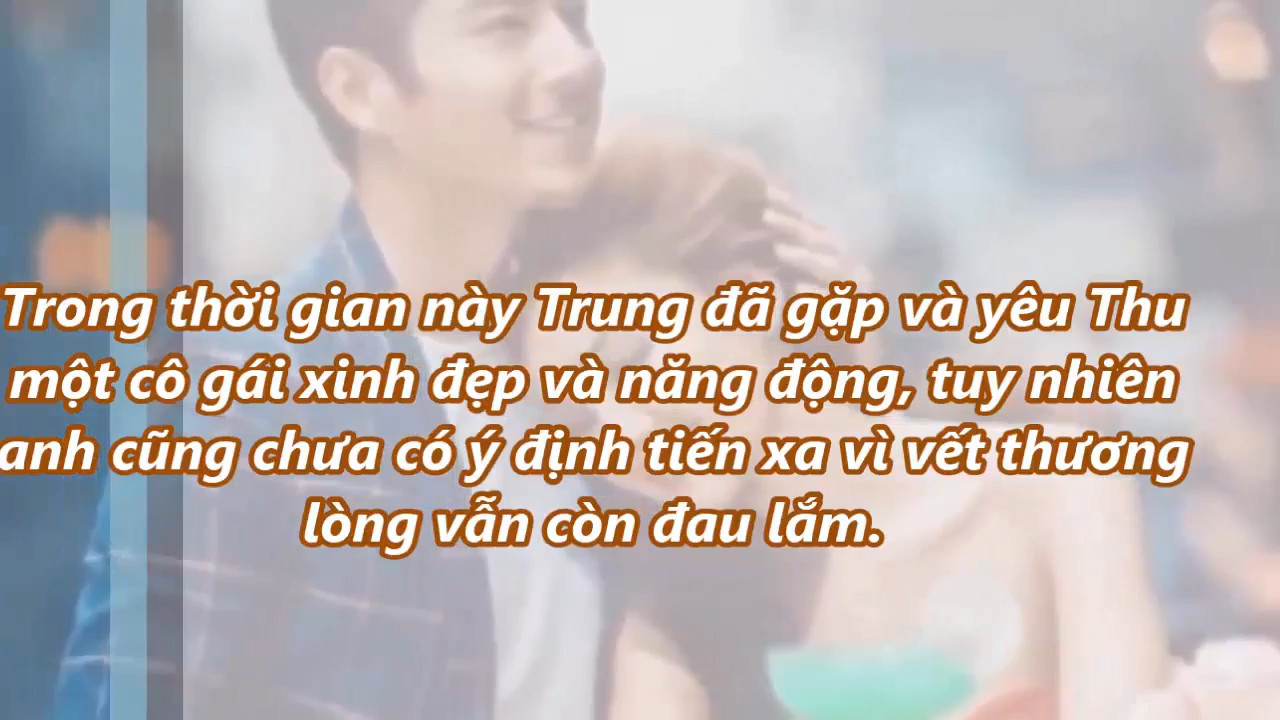 Trong thời gian này Trung đã gặp và yêu Thu
một cô gái xinh đẹp và năng động, tuy nhiên
anh cũng chưa có ý định tiến xa vì vết thương
lòng vẫn còn đau lắm.